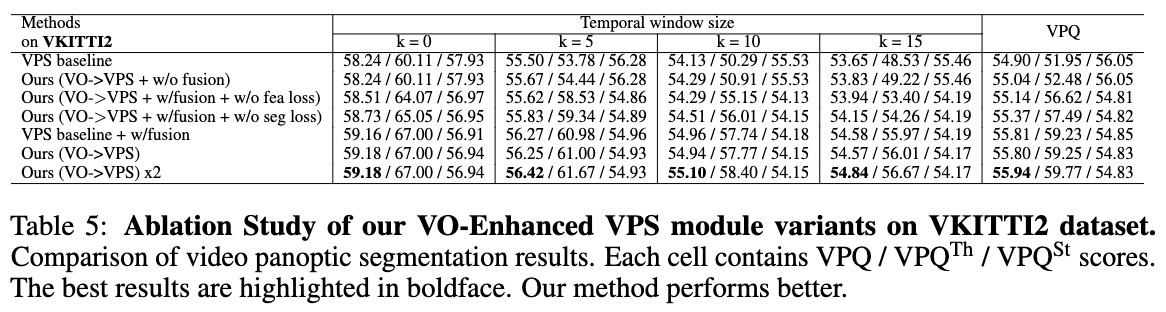 Methods Temporal window size VPQ
on VKITTI2 k = 0 k = 5 k = 10 k = 15
VPS baseline 58.24 / 60.11 / 57.93 55.50 / 53.78 / 56.28 54.13 / 50.29 / 55.53 53.65 / 48.53 / 55.46 54.90 / 51.95 / 56.05
Ours (VO->VPS + w/o fusion) 58.24 / 60.11 / 57.93 55.67 / 54.44 / 56.28 54.29 / 50.91 / 55.53 53.83 / 49.22 / 55.46 55.04 / 52.48 / 56.05
Ours (VO->VPS + w/fusion + w/o fea loss) 58.51 / 64.07 / 56.97 55.62 / 58.53 / 54.86 54.29 / 55.15 / 54.13 53.94 / 53.40 / 54.19 55.14 / 56.62 / 54.81
Ours (VO->VPS + w/fusion + w/o seg loss) 58.73 / 65.05 / 56.95 55.83 / 59.34 / 54.89 54.51 / 56.01 / 54.15 54.15 / 54.26 / 54.19 55.37 / 57.49 / 54.82
VPS baseline + w/fusion 59.16 / 67.00 / 56.91 56.27 / 60.98 / 54.96 54.96 / 57.74 / 54.18 54.58 / 55.97 / 54.19 55.81 / 59.23 / 54.85
Ours (VO->VPS) 59.18 / 67.00 / 56.94 56.25 / 61.00 / 54.93 54.94 / 57.77 / 54.15 54.57 / 56.01 / 54.17 55.80 / 59.25 / 54.83
Ours (VO->VPS) x2 59.18 / 67.00 / 56.94 56.42 / 61.67 / 54.93 55.10 / 58.40 / 54.15 54.84 / 56.67 / 54.17 55.94 / 59.77 / 54.83
Table 5: Ablation Study of our VO-Enhanced VPS module variants on VKITTI2 dataset.
Comparison of video panoptic segmentation results. Each cell contains VPQ / VPQTh / VPQSt scores.
The best results are highlighted in boldface. Our method performs better.